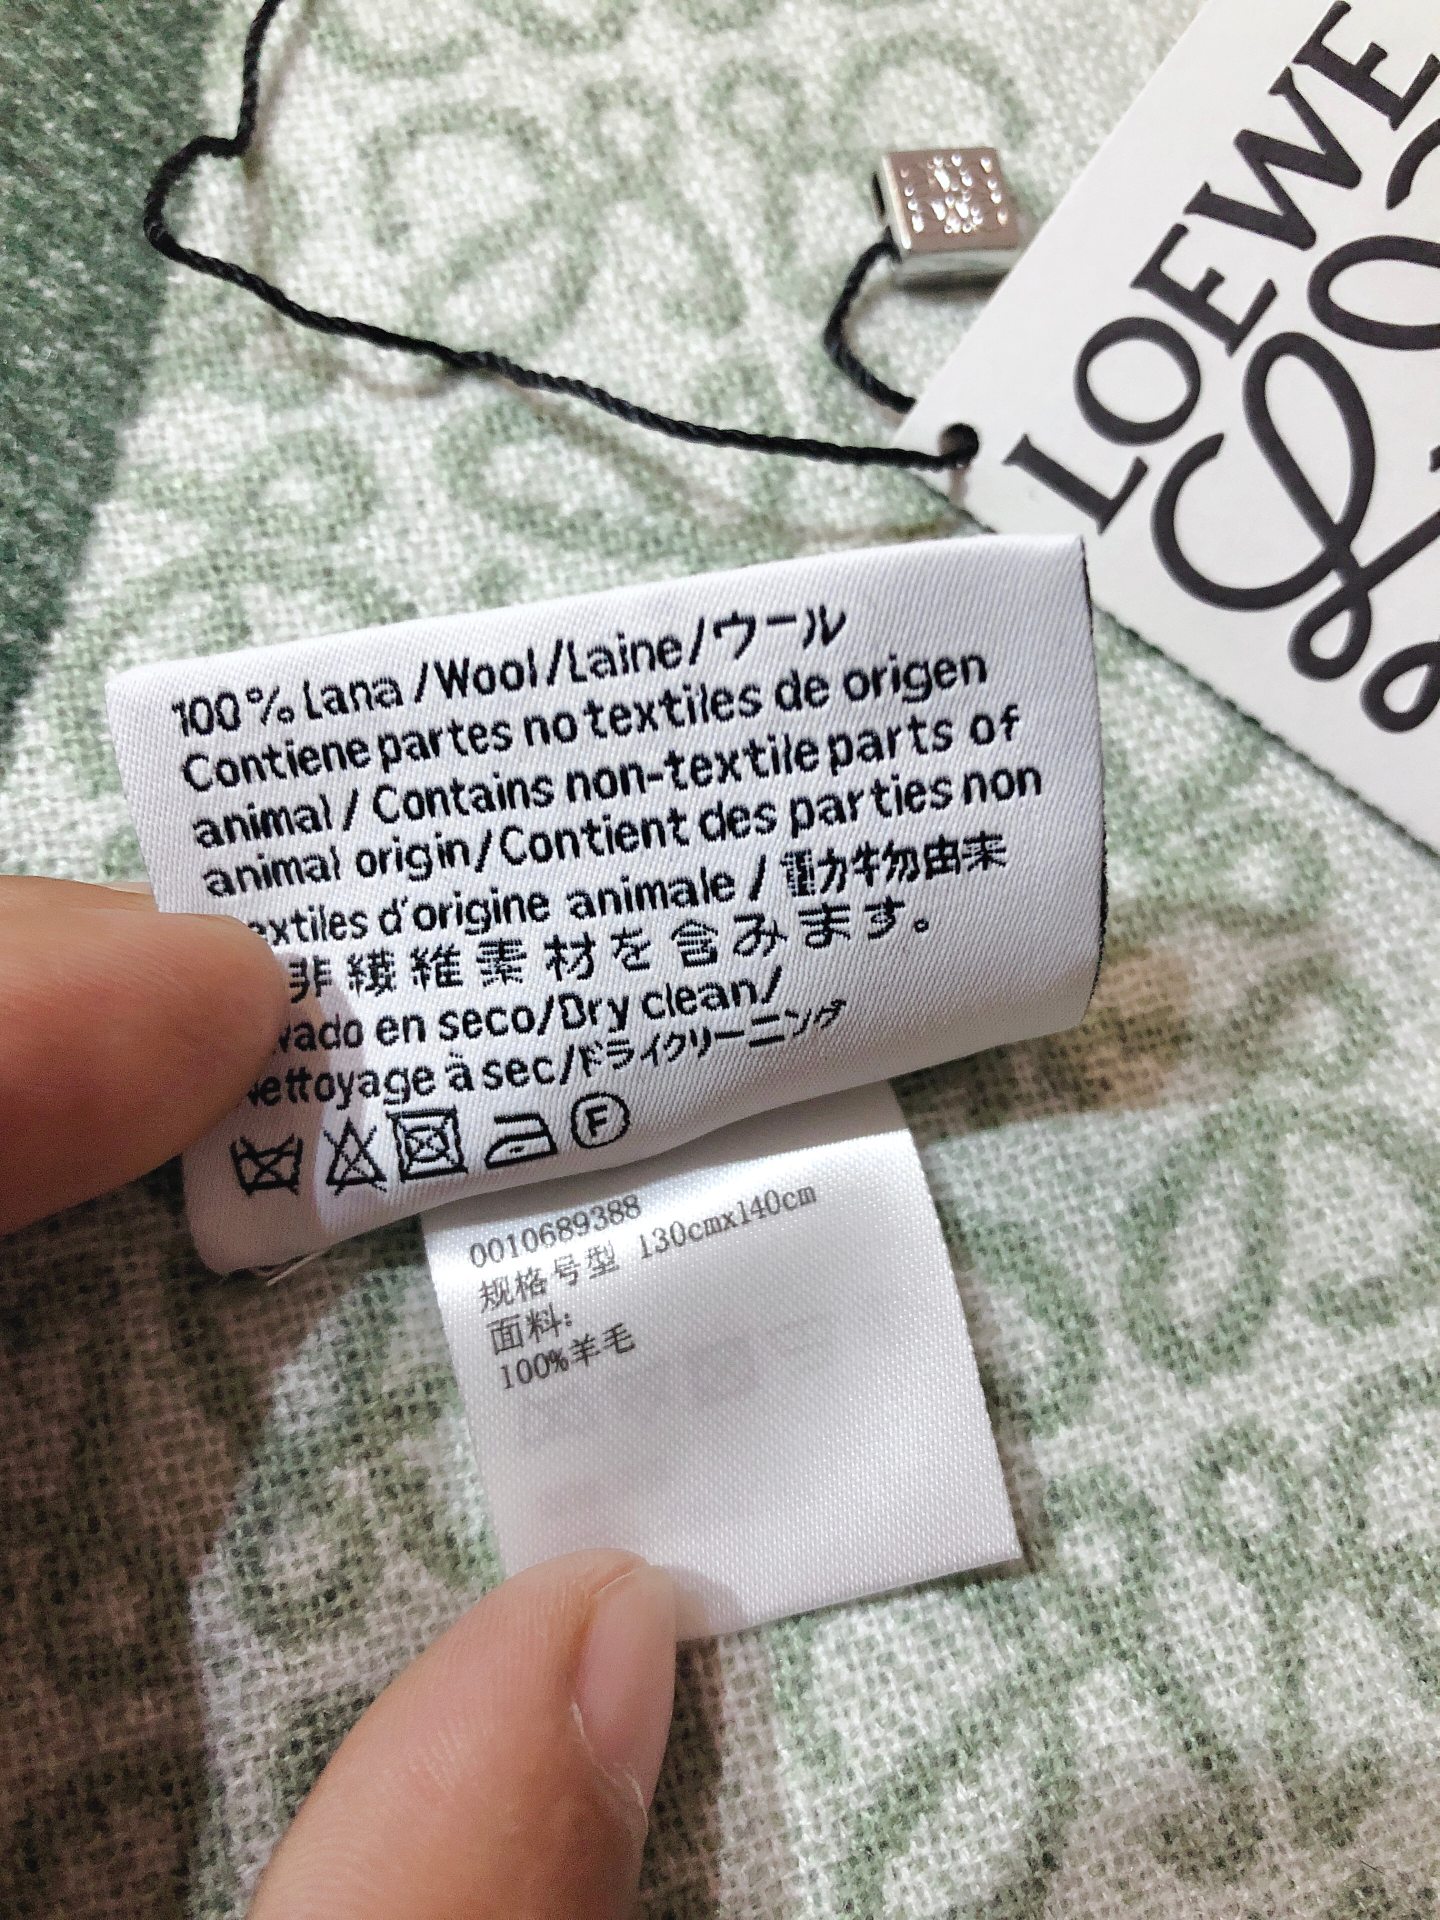 LOEWE
100% Lana/Wool/Laine/ウール
Contiene partes no textiles de origen
animal/Contains non-textile parts of
animal origin/Contient des parties non
textiles d'origine animale/動物由来
非繊維素材を含みます。
en seco/Dry clean/
Nettoyage à sec/ドライクリーニング
F
0010689388
规格号型 130cmx140cm
面料:
100%羊毛